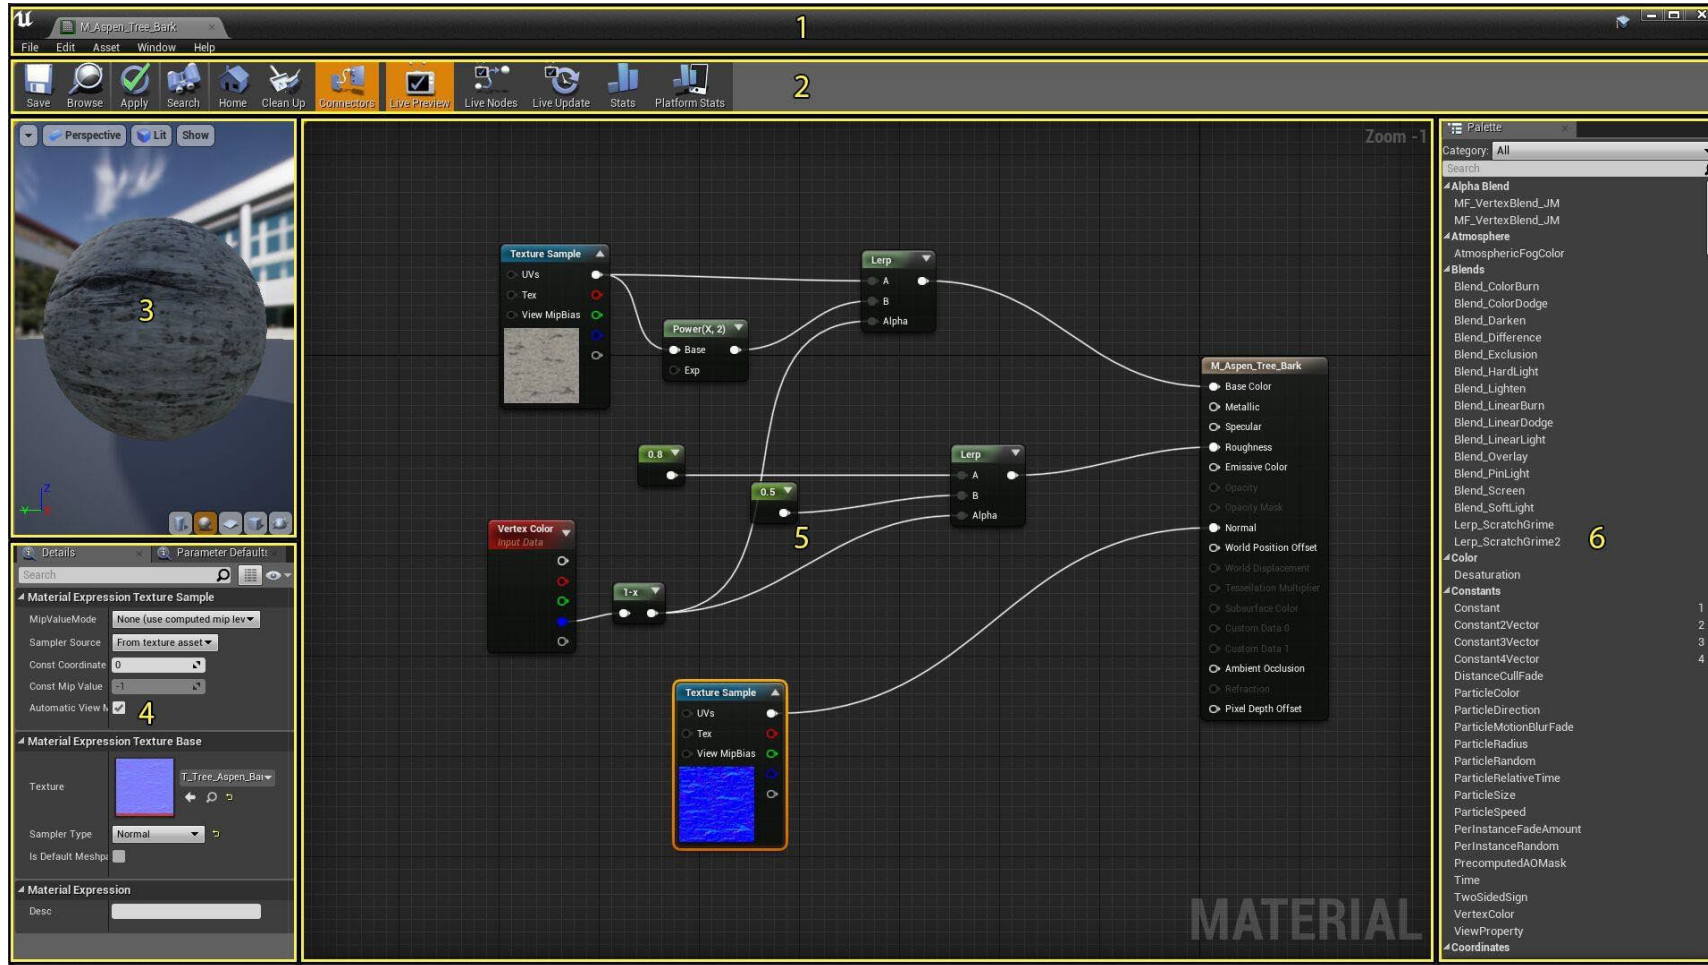 M_Aspen_Tree_Bark
1
File Edit Asset Window Help
Save Browse Apply Search Home Clean Up Connectors Live Preview Live Nodes Live Update Stats Platform Stats
2
Perspective Lit Show
3
Z
Y
Details
Parameter Defaults
Search
Material Expression Texture Sample
MipValueMode None (use computed mip lev
Sampler Source From texture asset
Const Coordinate 0
Const Mip Value -1
Automatic View M
4
Material Expression Texture Base
Texture T_Tree_Aspen_Bar
Sampler Type Normal
Is Default Meshpa
Material Expression
Desc
Zoom -1
Texture Sample
UVs
Tex
View MipBias
Power(X, 2)
Base
Exp
Lerp
A
B
Alpha
0.8
0.5
Lerp
A
B
Alpha
5
Vertex Color
Input Data
1-x
Texture Sample
UVs
Tex
View MipBias
M_Aspen_Tree_Bark
Base Color
Metallic
Specular
Roughness
Emissive Color
Opacity
Opacity Mask
Normal
World Position Offset
World Displacement
Tessellation Multiplier
Subsurface Color
Custom Data 0
Custom Data 1
Ambient Occlusion
Refraction
Pixel Depth Offset
MATERIAL
Palette
Category: All
Search
Alpha Blend
MF_VertexBlend_JM
MF_VertexBlend_JM
Atmosphere
AtmosphericFogColor
Blends
Blend_ColorBurn
Blend_ColorDodge
Blend_Darken
Blend_Difference
Blend_Exclusion
Blend_HardLight
Blend_Lighten
Blend_LinearBurn
Blend_LinearDodge
Blend_LinearLight
Blend_Overlay
Blend_PinLight
Blend_Screen
Blend_SoftLight
Lerp_ScratchGrime
Lerp_ScratchGrime2
6
Color
Desaturation
Constants
Constant 1
Constant2Vector 2
Constant3Vector 3
Constant4Vector 4
DistanceCullFade
ParticleColor
ParticleDirection
ParticleMotionBlurFade
ParticleRadius
ParticleRandom
ParticleRelativeTime
ParticleSize
ParticleSpeed
PerInstanceFadeAmount
PerInstanceRandom
PrecomputedAOMask
Time
TwoSidedSign
VertexColor
ViewProperty
Coordinates